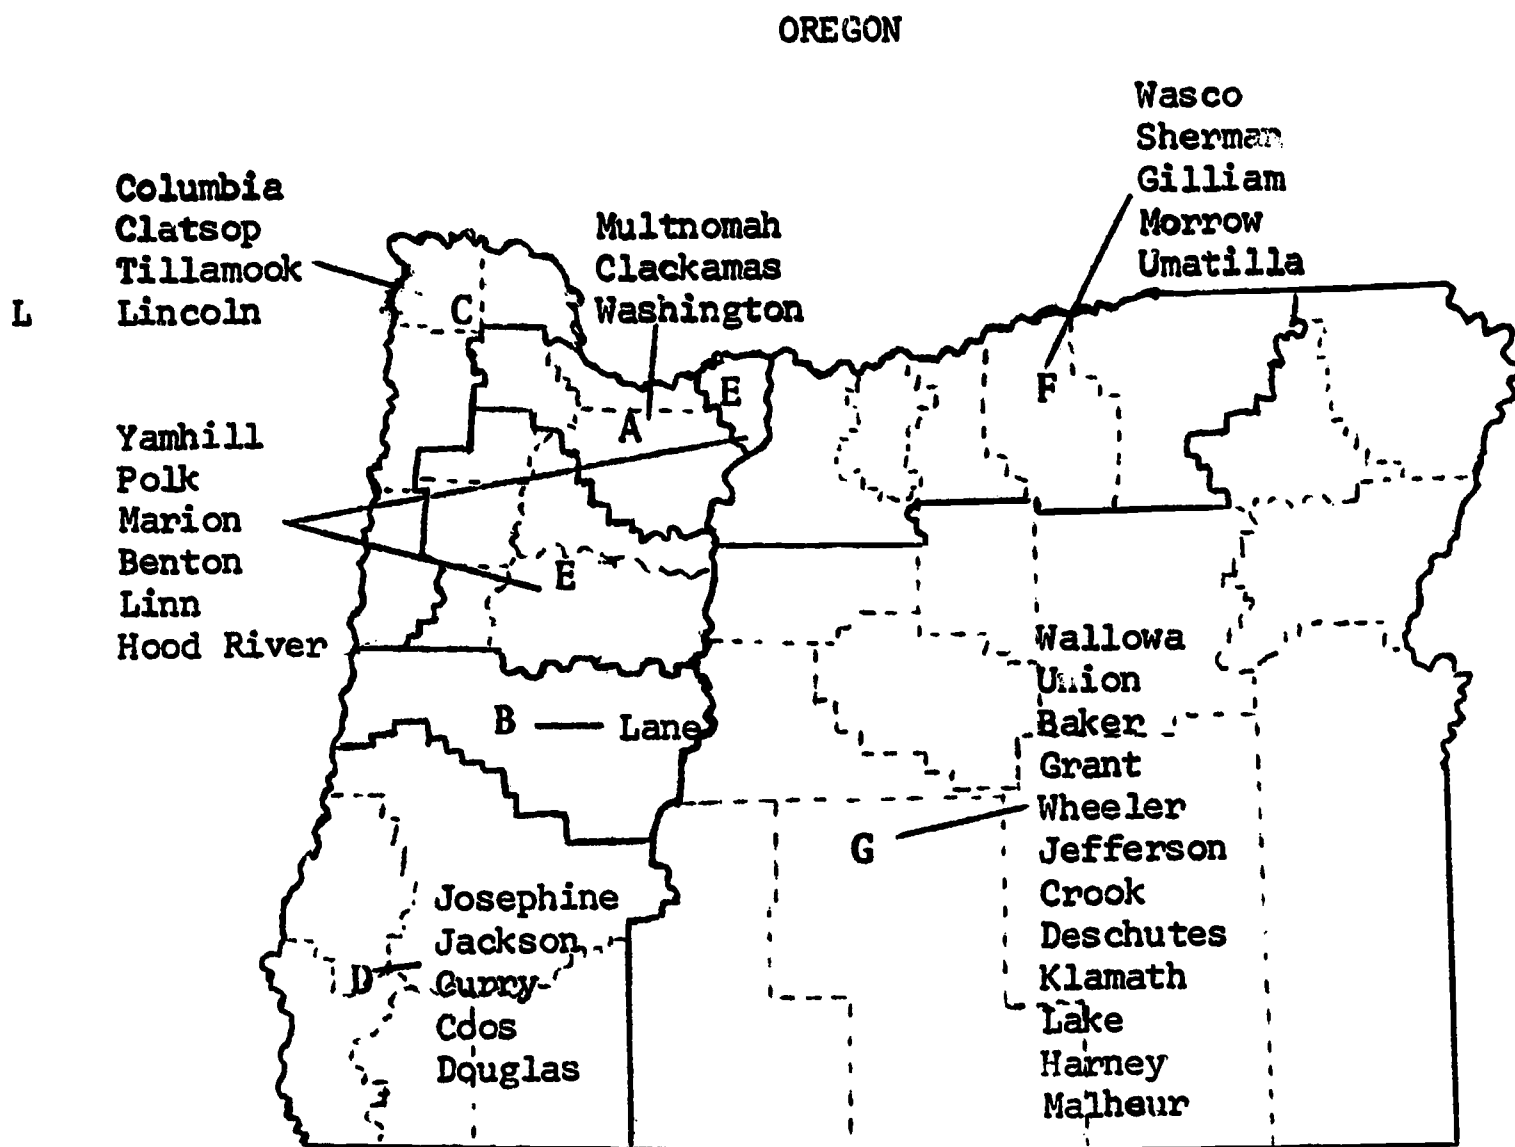 OREGON
Wasco
Sherman
Gilliam
Morrow
Umatilla
Columbia
Clatsop
Tillamook
L Lincoln
C
Multnomah
Clackamas
Washington
E
F
A
Yamhill
Polk
Marion
Benton
Linn
Hood River
E
B Lane
Wallowa
Union
Baker
Grant
Wheeler
Jefferson
Crook
Deschutes
Klamath
Lake
Harney
Malheur
G
Josephine
Jackson
Curry
Coos
Douglas
D